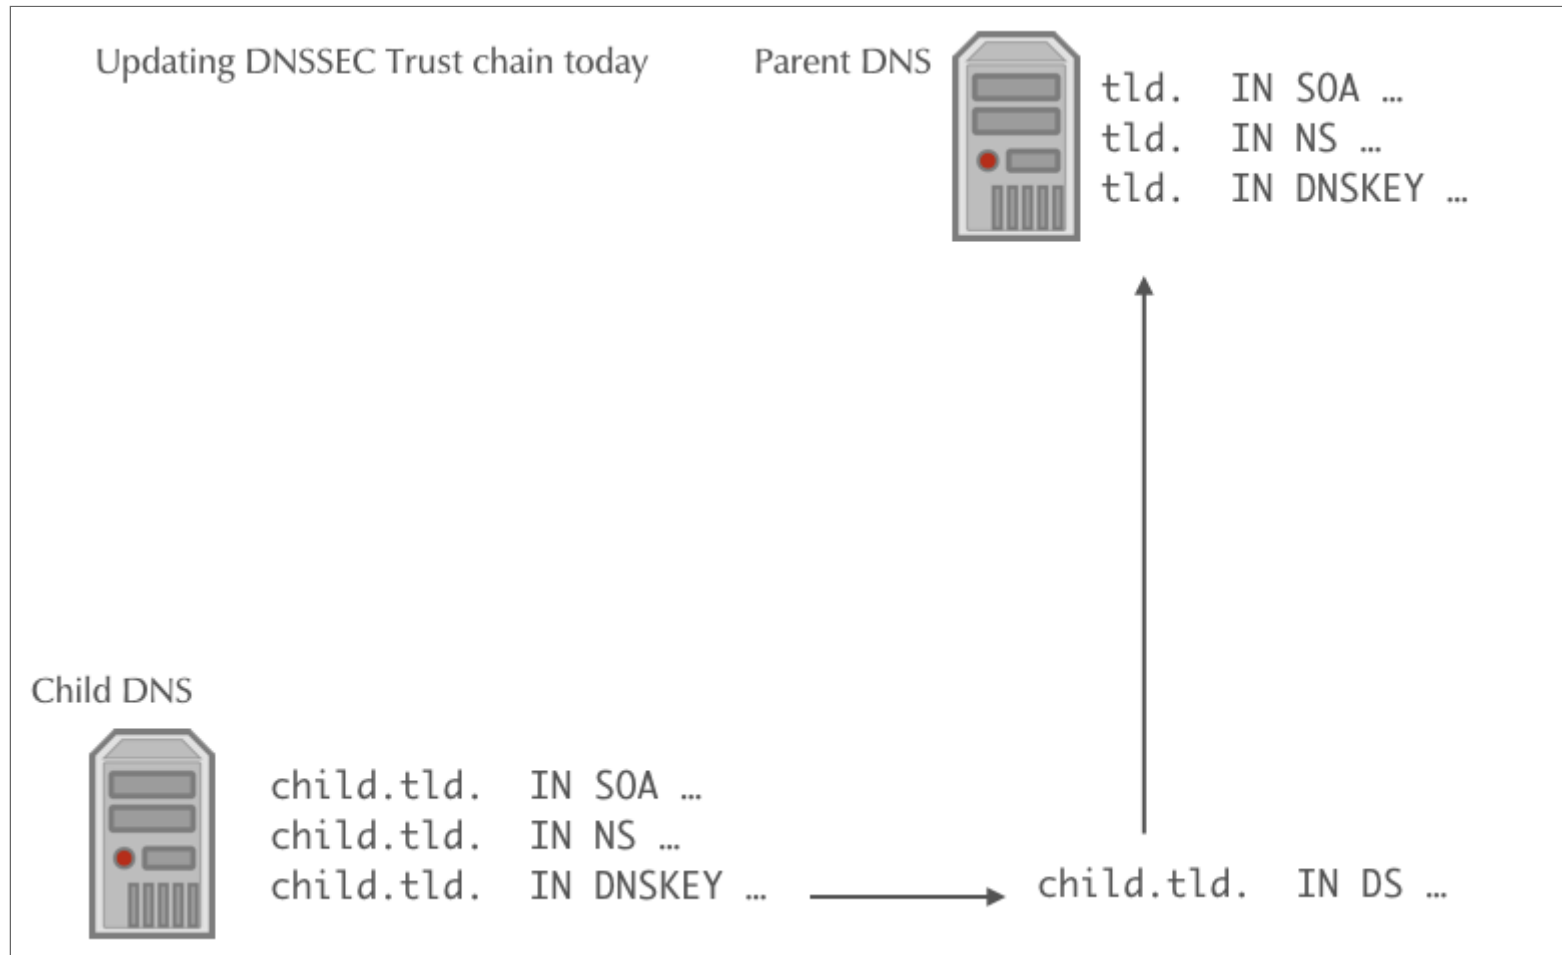 Updating DNSSEC Trust chain today
Parent DNS
tld. IN SOA …
tld. IN NS …
tld. IN DNSKEY …
Child DNS
child.tld. IN SOA …
child.tld. IN NS …
child.tld. IN DNSKEY …
child.tld. IN DS …